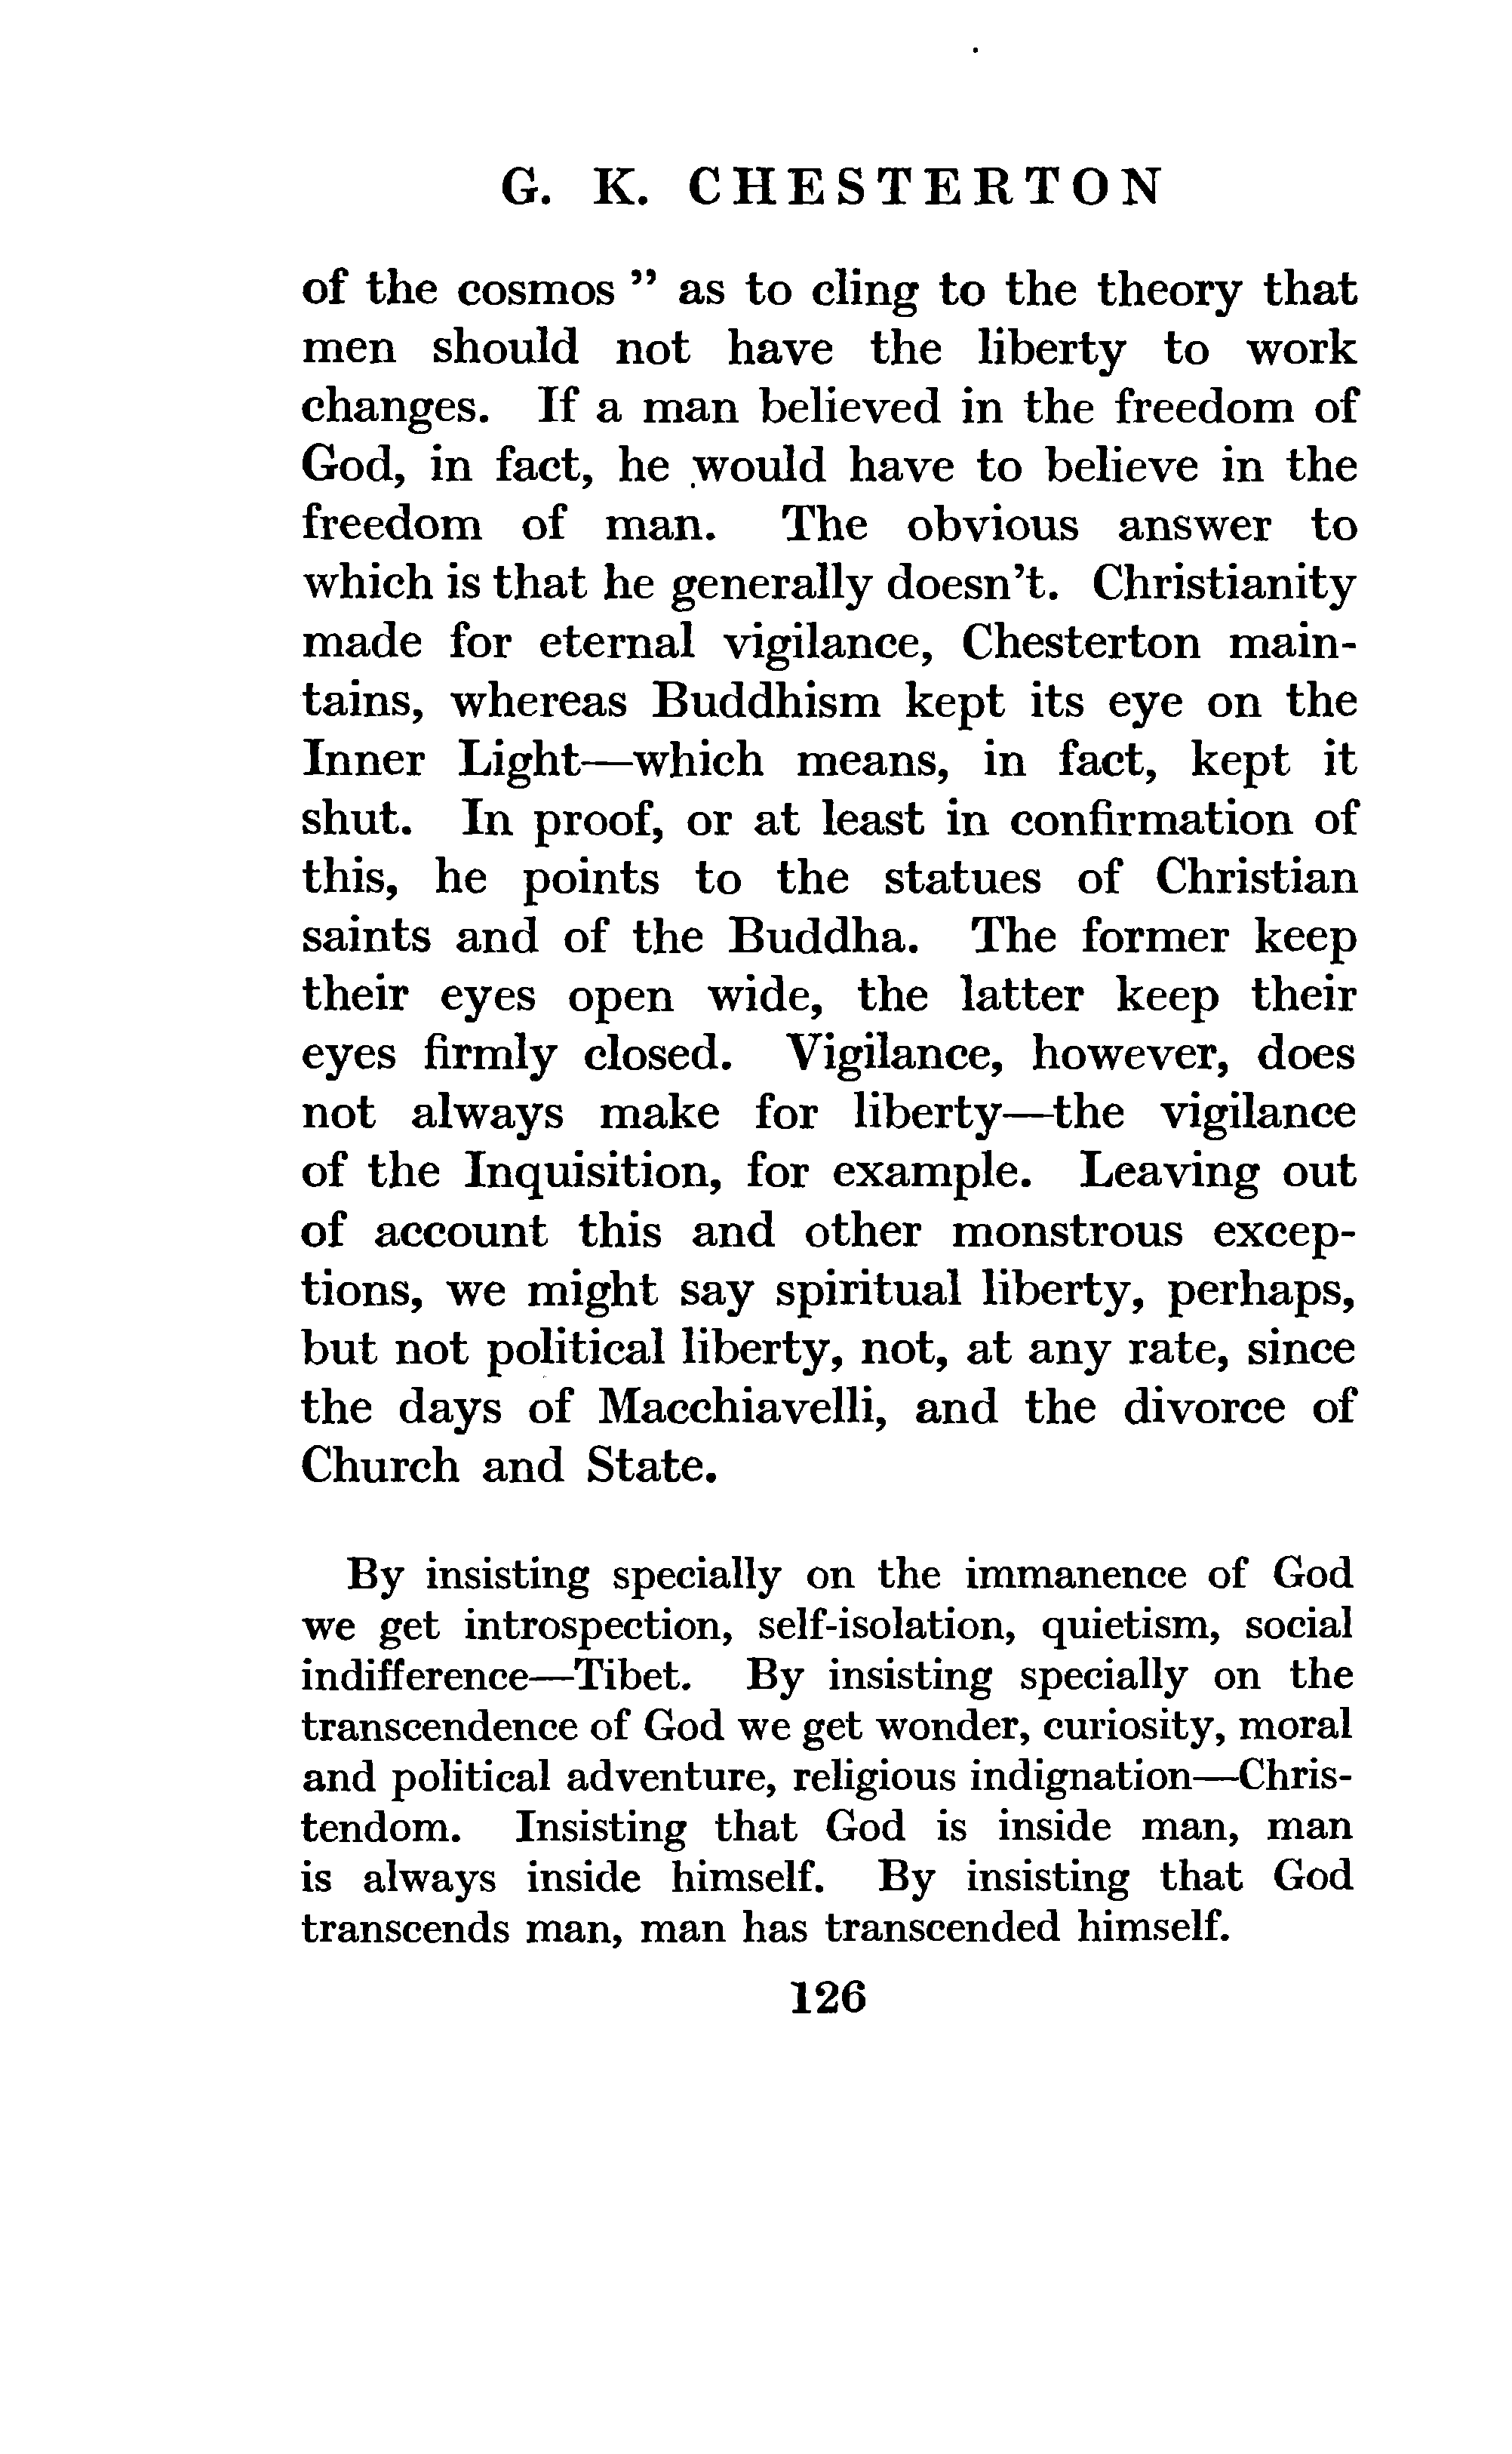 G. K. CHESTERTON
of the cosmos ” as to cling to the theory that
men should not have the liberty to work
changes. If a man believed in the freedom of
God, in fact, he would have to believe in the
freedom of man. The obvious answer to
which is that he generally doesn’t. Christianity
made for eternal vigilance, Chesterton main-
tains, whereas Buddhism kept its eye on the
Inner Light—which means, in fact, kept it
shut. In proof, or at least in confirmation of
this, he points to the statues of Christian
saints and of the Buddha. The former keep
their eyes open wide, the latter keep their
eyes firmly closed. Vigilance, however, does
not always make for liberty—the vigilance
of the Inquisition, for example. Leaving out
of account this and other monstrous excep-
tions, we might say spiritual liberty, perhaps,
but not political liberty, not, at any rate, since
the days of Macchiavelli, and the divorce of
Church and State.
By insisting specially on the immanence of God
we get introspection, self-isolation, quietism, social
indifference—Tibet. By insisting specially on the
transcendence of God we get wonder, curiosity, moral
and political adventure, religious indignation—Chris-
tendom. Insisting that God is inside man, man
is always inside himself. By insisting that God
transcends man, man has transcended himself.
126